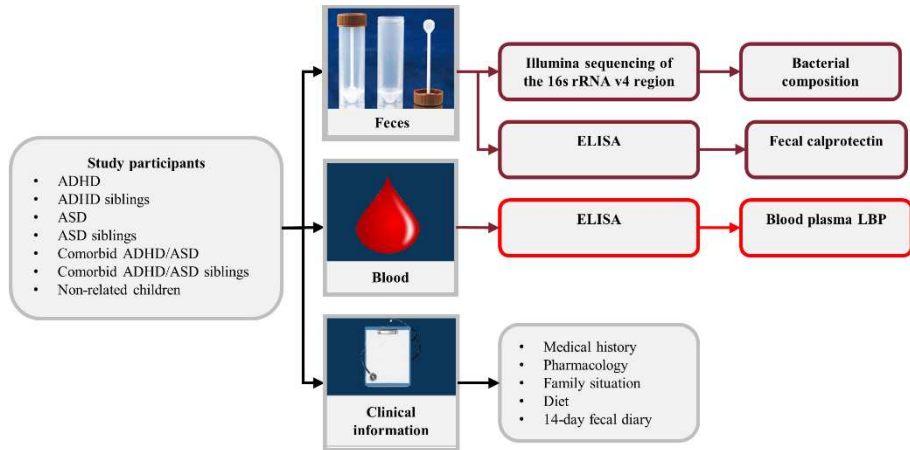 Study participants
• ADHD
• ADHD siblings
• ASD
• ASD siblings
• Comorbid ADHD/ASD
• Comorbid ADHD/ASD siblings
• Non-related children
Feces
Illumina sequencing of
the 16s rRNA v4 region
Bacterial
composition
ELISA
Fecal calprotectin
Blood
ELISA
Blood plasma LBP
Clinical
information
• Medical history
• Pharmacology
• Family situation
• Diet
• 14-day fecal diary